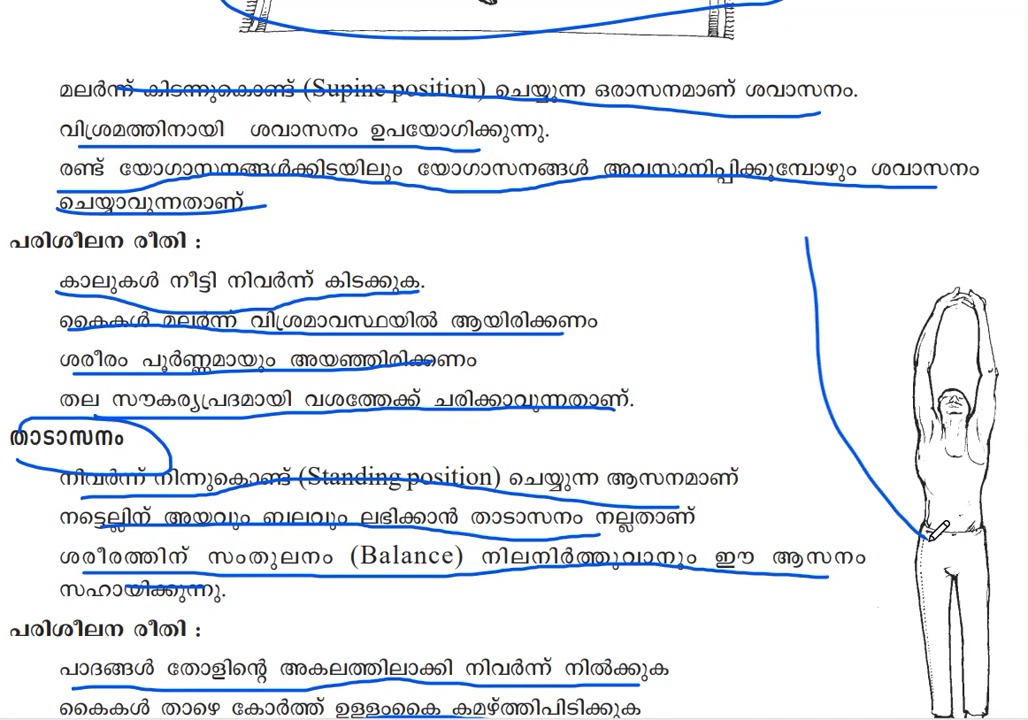 മലർന്ന് കിടന്നുകൊണ്ട് (Supine position) ചെയ്യുന്ന ഒരാസനമാണ് ശവാസനം.
വിശ്രമത്തിനായി ശവാസനം ഉപയോഗിക്കുന്നു.
രണ്ട് യോഗാസനങ്ങൾക്കിടയിലും യോഗാസനങ്ങൾ അവസാനിപ്പിക്കുമ്പോഴും ശവാസനം
ചെയ്യാവുന്നതാണ്
പരിശീലന രീതി :
കാലുകൾ നീട്ടി നിവർന്ന് കിടക്കുക.
കൈകൾ മലർന്ന് വിശ്രമാവസ്ഥയിൽ ആയിരിക്കണം
ശരീരം പൂർണ്ണമായും അയഞ്ഞിരിക്കണം
തല സൗകര്യപ്രദമായി വശത്തേക്ക് ചരിക്കാവുന്നതാണ്.
താടാസനം
നിവർന്ന് നിന്നുകൊണ്ട് (Standing position) ചെയ്യുന്ന ആസനമാണ്
നട്ടെല്ലിന് അയവും ബലവും ലഭിക്കാൻ താടാസനം നല്ലതാണ്
ശരീരത്തിന് സംതുലനം (Balance) നിലനിർത്തുവാനും ഈ ആസനം
സഹായിക്കുന്നു.
പരിശീലന രീതി :
പാദങ്ങൾ തോളിന്റെ അകലത്തിലാക്കി നിവർന്ന് നിൽക്കുക
കൈകൾ താഴെ കോർത്ത് ഉള്ളംകൈ കമഴ്ത്തിപിടിക്കുക